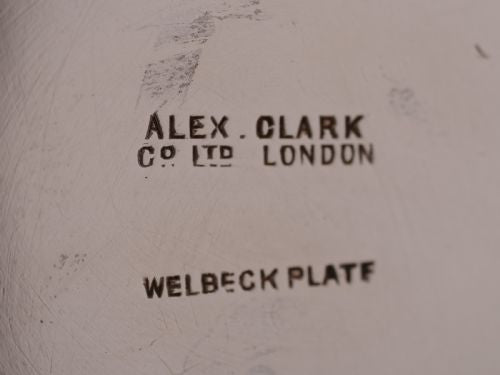 ALEX. CLARK
Co LTD LONDON
WELBECK PLATE